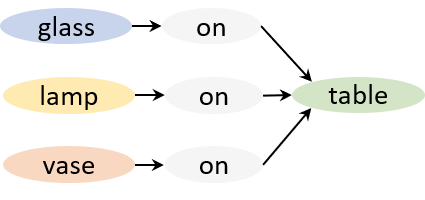 glass on
lamp on table
vase on